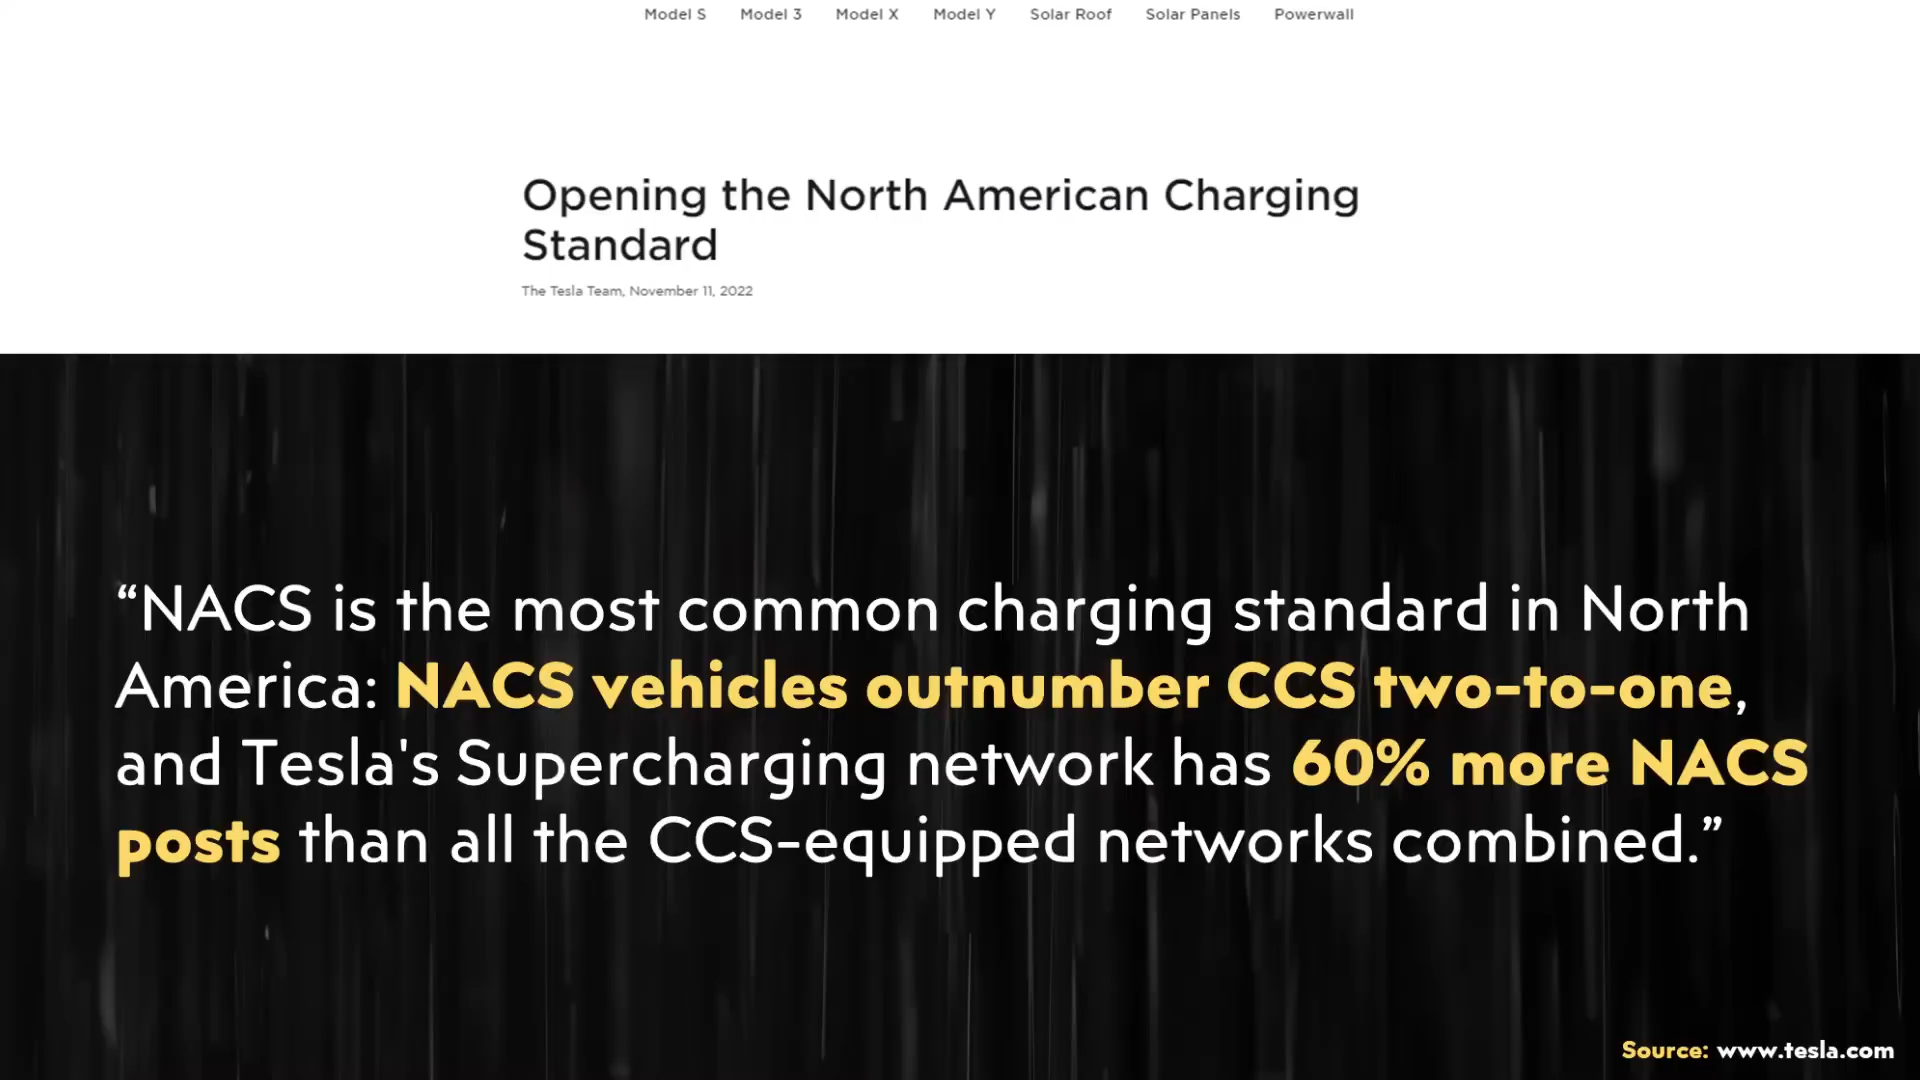 Model S Model 3 Model X Model Y Solar Roof Solar Panels Powerwall
Opening the North American Charging
Standard
The Tesla Team, November 11, 2022
“NACS is the most common charging standard in North
America: NACS vehicles outnumber CCS two-to-one,
and Tesla's Supercharging network has 60% more NACS
posts than all the CCS-equipped networks combined.”
Source: www.tesla.com